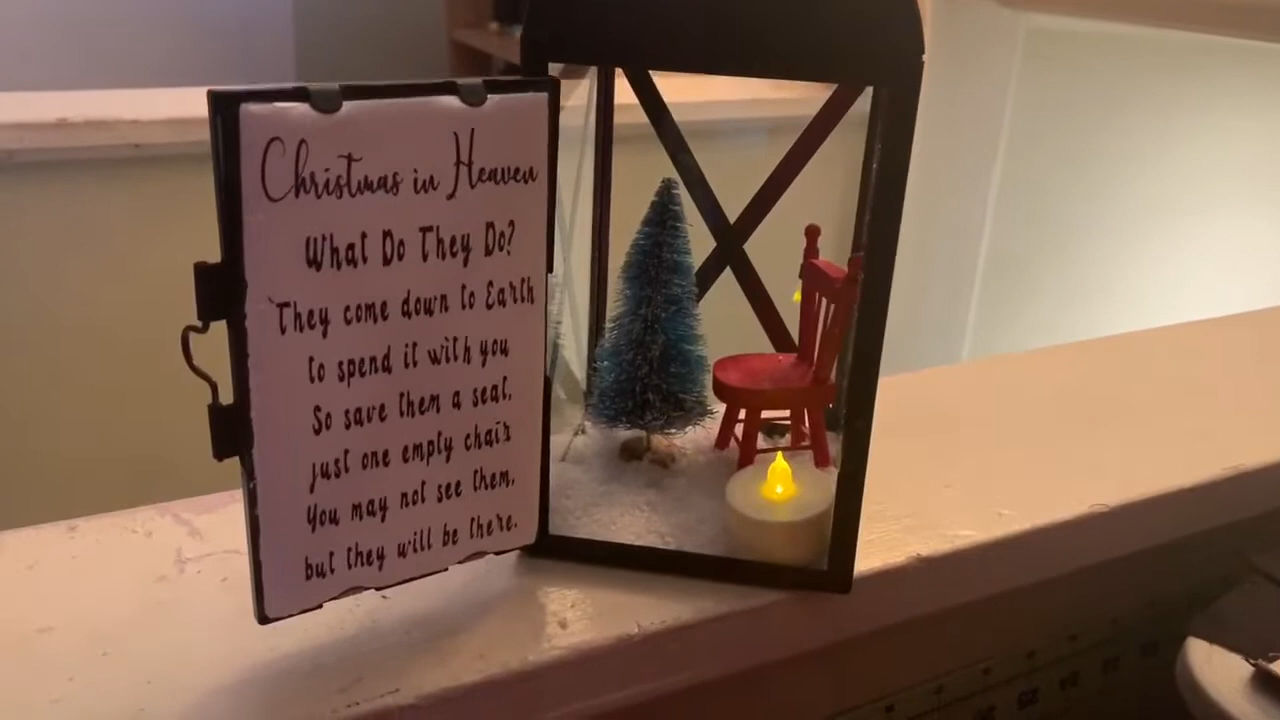 Christmas in Heaven
What Do They Do?
They come down to Earth
to spend it with you
So save them a seat,
just one empty chair
You may not see them,
but they will be there.